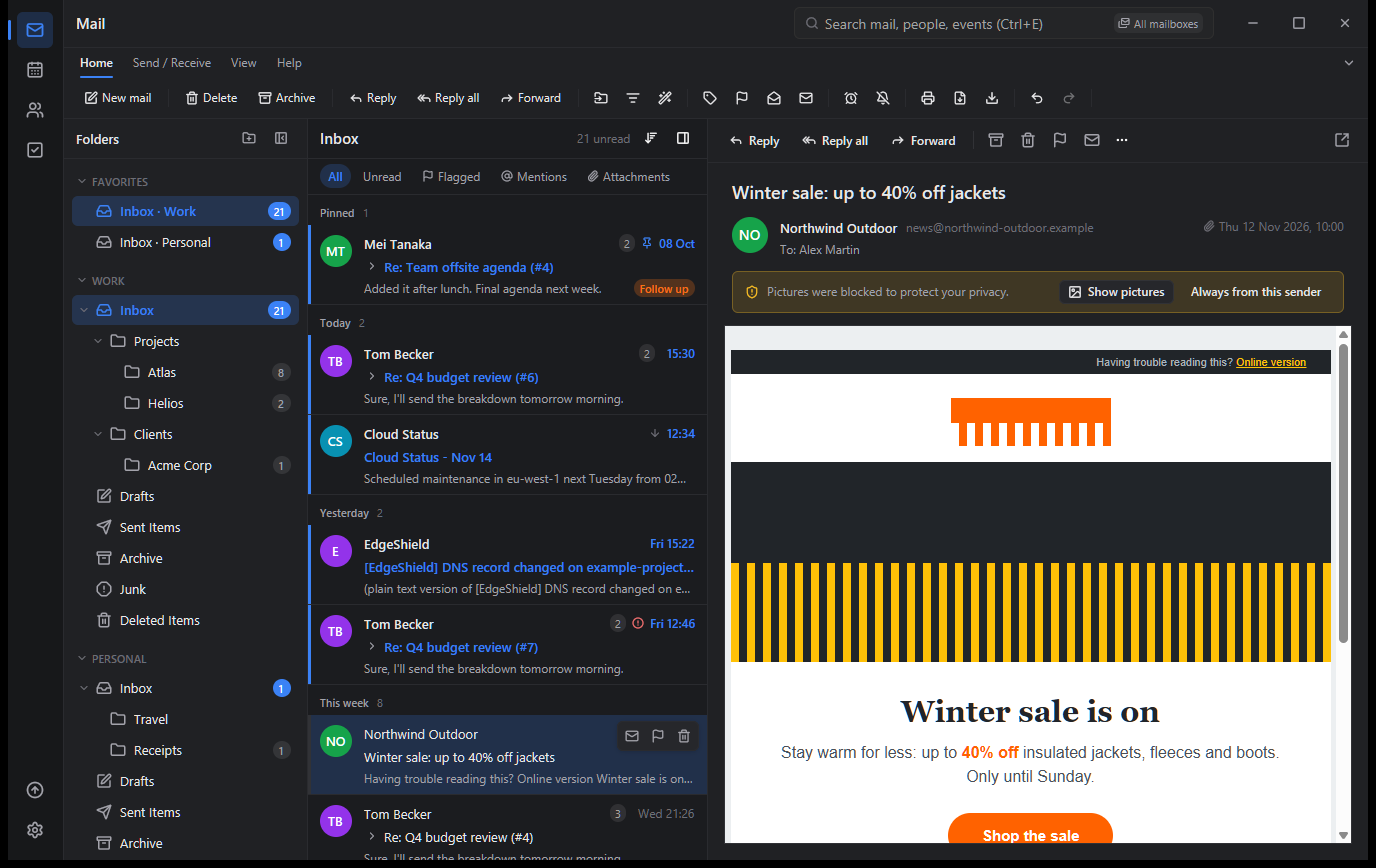 Mail
Search mail, people, events (Ctrl+E)
All mailboxes
Home
Send / Receive
View
Help
New mail
Delete
Archive
Reply
Reply all
Forward
Folders
FAVORITES
Inbox · Work 21
Inbox · Personal 1
WORK
Inbox 21
Projects
Atlas 8
Helios 2
Clients
Acme Corp 1
Drafts
Sent Items
Archive
Junk
Deleted Items
PERSONAL
Inbox 1
Travel
Receipts 1
Drafts
Sent Items
Archive
Inbox
21 unread
All
Unread
Flagged
Mentions
Attachments
Pinned 1
MT
Mei Tanaka
2
08 Oct
Re: Team offsite agenda (#4)
Added it after lunch. Final agenda next week.
Follow up
Today 2
TB
Tom Becker
2
15:30
Re: Q4 budget review (#6)
Sure, I'll send the breakdown tomorrow morning.
CS
Cloud Status
12:34
Cloud Status - Nov 14
Scheduled maintenance in eu-west-1 next Tuesday from 02...
Yesterday 2
E
EdgeShield
Fri 15:22
[EdgeShield] DNS record changed on example-project...
(plain text version of [EdgeShield] DNS record changed on e...
TB
Tom Becker
2
Fri 12:46
Re: Q4 budget review (#7)
Sure, I'll send the breakdown tomorrow morning.
This week 8
NO
Northwind Outdoor
Winter sale: up to 40% off jackets
Having trouble reading this? Online version Winter sale is on...
TB
Tom Becker
3
Wed 21:26
Re: Q4 budget review (#4)
Sure, I'll send the breakdown tomorrow morning.
Reply
Reply all
Forward
Winter sale: up to 40% off jackets
NO
Northwind Outdoor news@northwind-outdoor.example
Thu 12 Nov 2026, 10:00
To: Alex Martin
Pictures were blocked to protect your privacy.
Show pictures
Always from this sender
Having trouble reading this? Online version
Winter sale is on
Stay warm for less: up to 40% off insulated jackets, fleeces and boots.
Only until Sunday.
Shop the sale